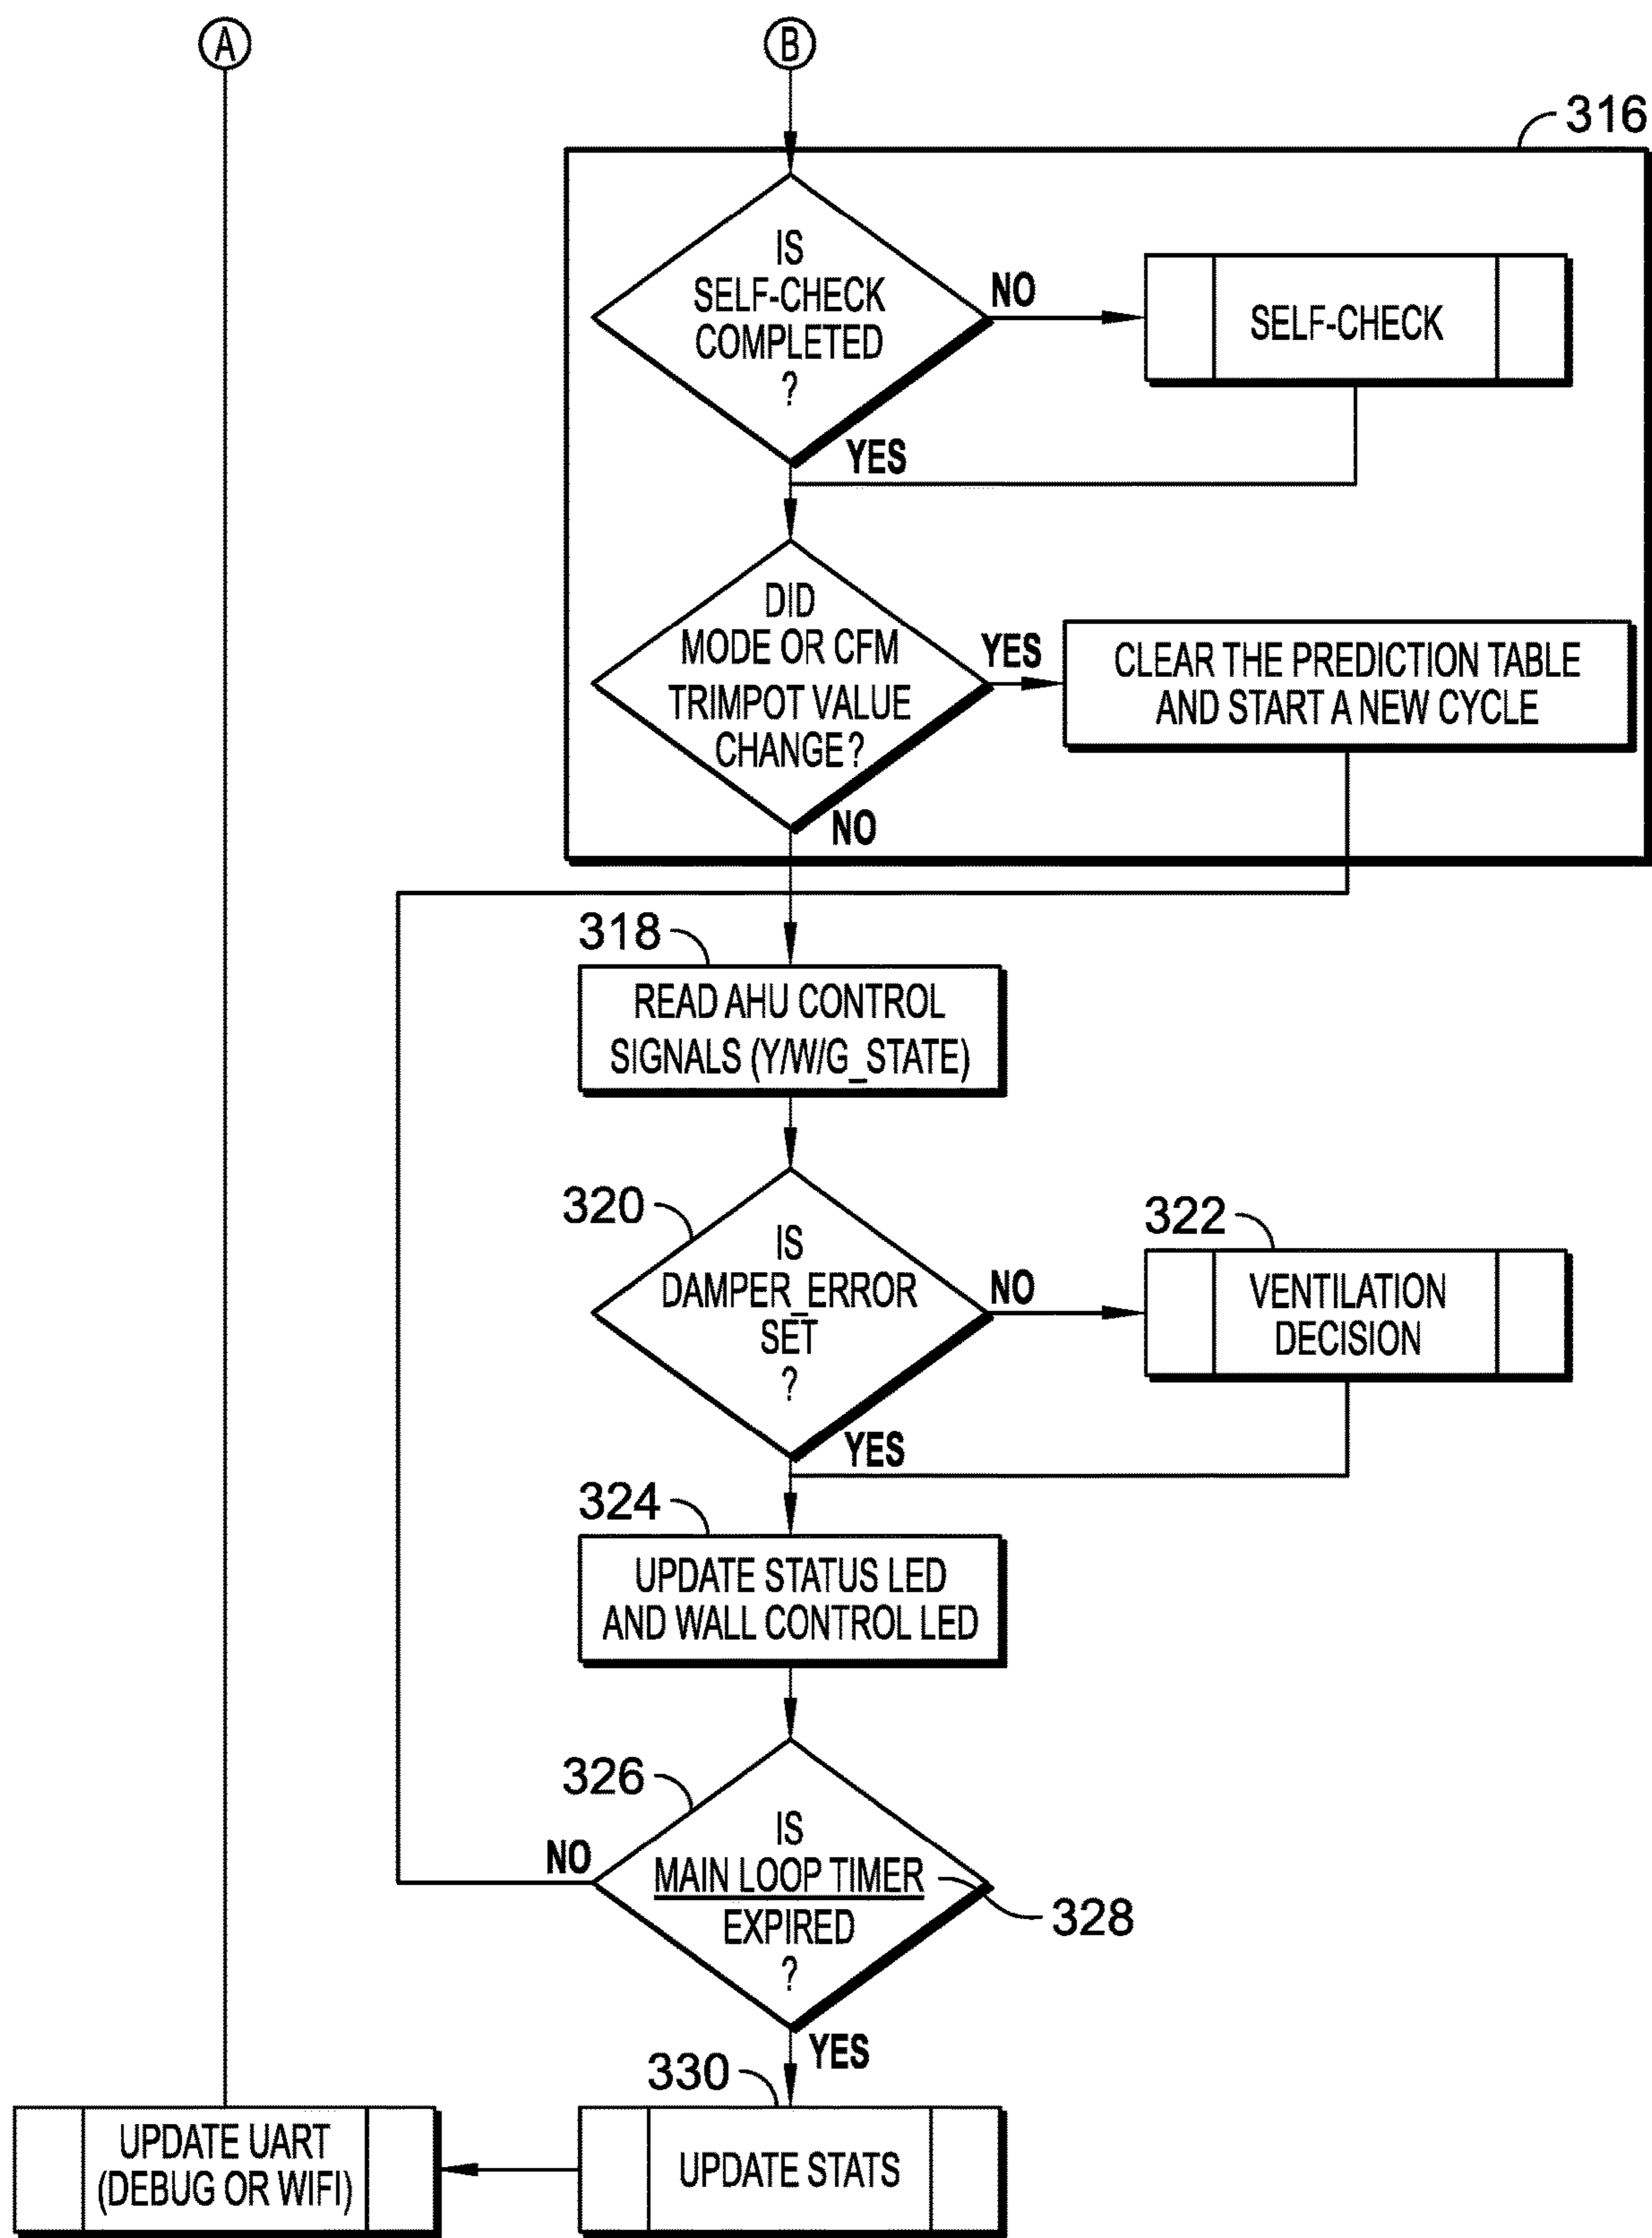 A
B
316
IS
SELF-CHECK
COMPLETED
?
NO
SELF-CHECK
YES
DID
MODE OR CFM
TRIMPOT VALUE
CHANGE?
YES
CLEAR THE PREDICTION TABLE
AND START A NEW CYCLE
NO
318
READ AHU CONTROL
SIGNALS (Y/W/G_STATE)
320
IS
DAMPER_ERROR
SET
?
NO
322
VENTILATION
DECISION
YES
324
UPDATE STATUS LED
AND WALL CONTROL LED
326
IS
MAIN LOOP TIMER
EXPIRED
?
NO
328
YES
330
UPDATE STATS
UPDATE UART
(DEBUG OR WIFI)